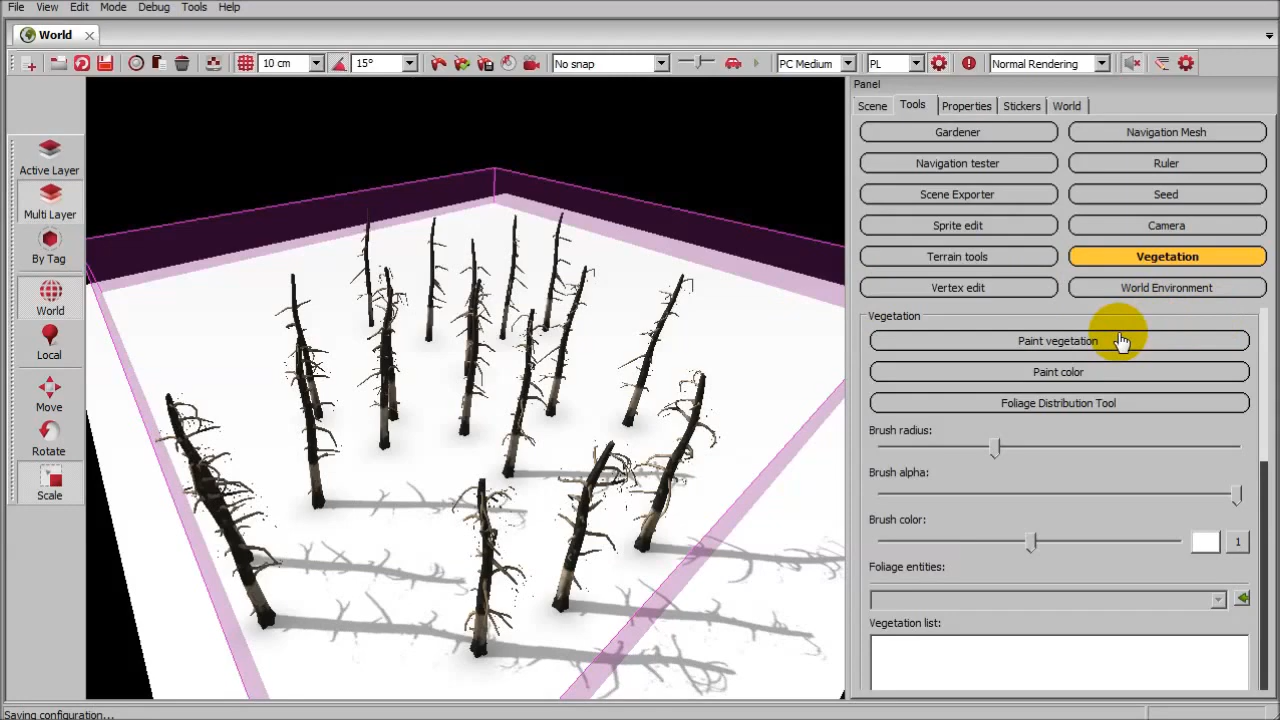 File View Edit Mode Debug Tools Help
World
10 cm 15° No snap PC Medium PL Normal Rendering
Panel
Scene Tools Properties Stickers World
Gardener Navigation Mesh
Navigation tester Ruler
Scene Exporter Seed
Sprite edit Camera
Terrain tools Vegetation
Vertex edit World Environment
Vegetation
Paint vegetation
Paint color
Foliage Distribution Tool
Brush radius:
Brush alpha:
Brush color:
1
Foliage entities:
Vegetation list:
Active Layer
Multi Layer
By Tag
World
Local
Move
Rotate
Scale
Saving configuration...